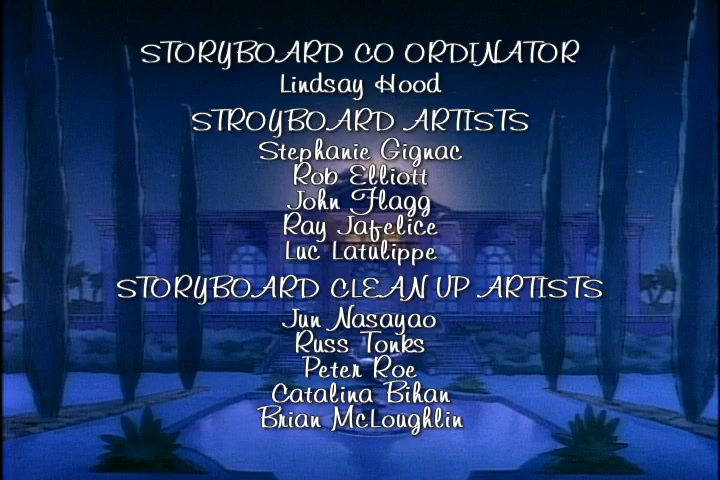 STORYBOARD CO ORDINATOR
Lindsay Hood
STROYBOARD ARTISTS
Stephanie Gignac
Rob Elliott
John Flagg
Ray Jafelice
Luc Latulippe
STORYBOARD CLEAN UP ARTISTS
Jun Nasayao
Russ Tonks
Peter Roe
Catalina Bihan
Brian McLoughlin